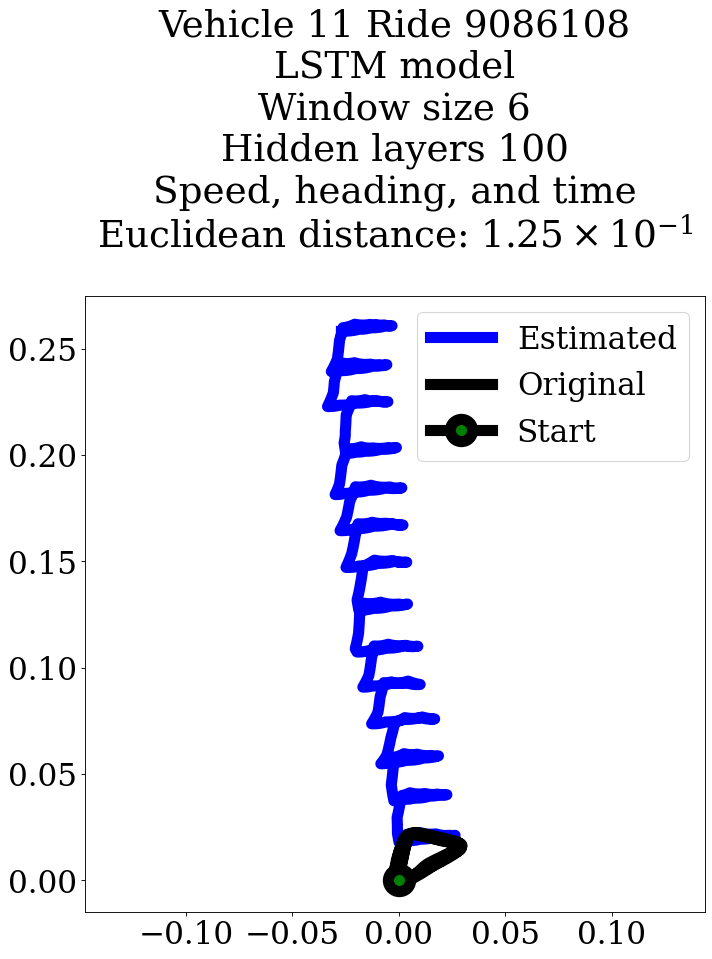 Vehicle 11 Ride 9086108
LSTM model
Window size 6
Hidden layers 100
Speed, heading, and time
Euclidean distance: 1.25 × 10⁻¹
Estimated
Original
Start
0.25
0.20
0.15
0.10
0.05
0.00
−0.10 −0.05 0.00 0.05 0.10